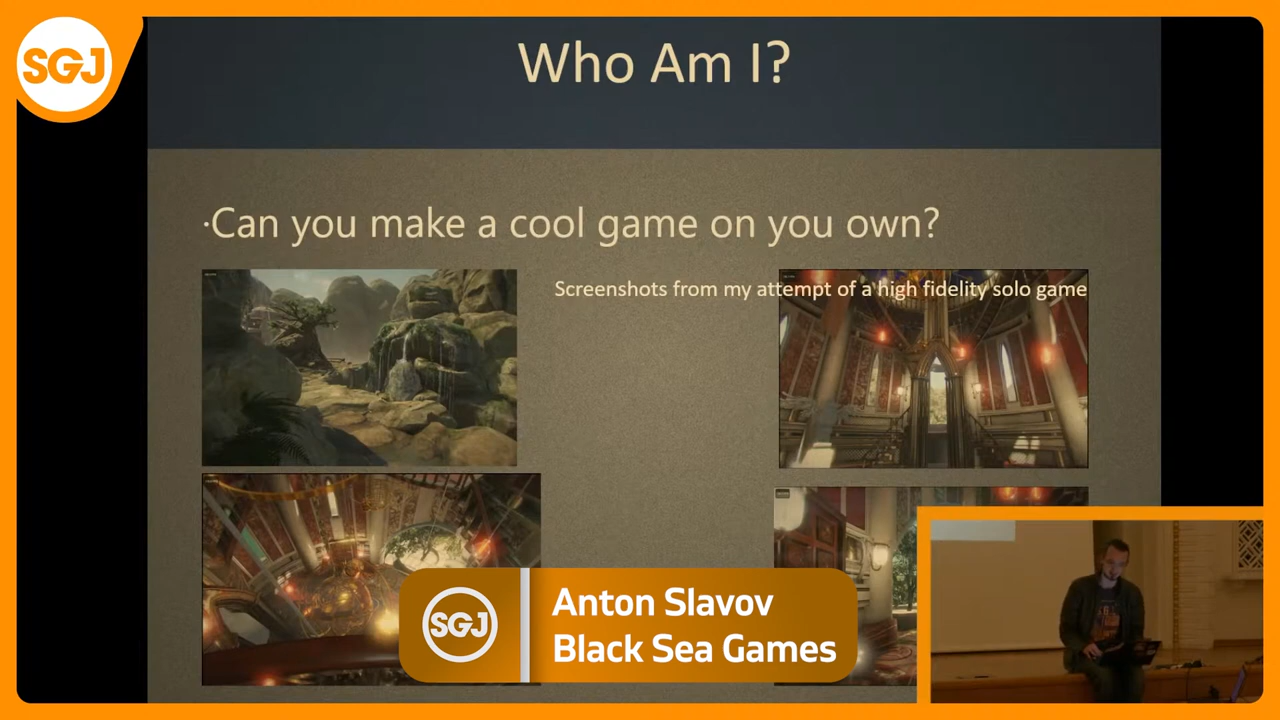 SGJ
Who Am I?
·Can you make a cool game on you own?
Screenshots from my attempt of a high fidelity solo game
SGJ
Anton Slavov
Black Sea Games